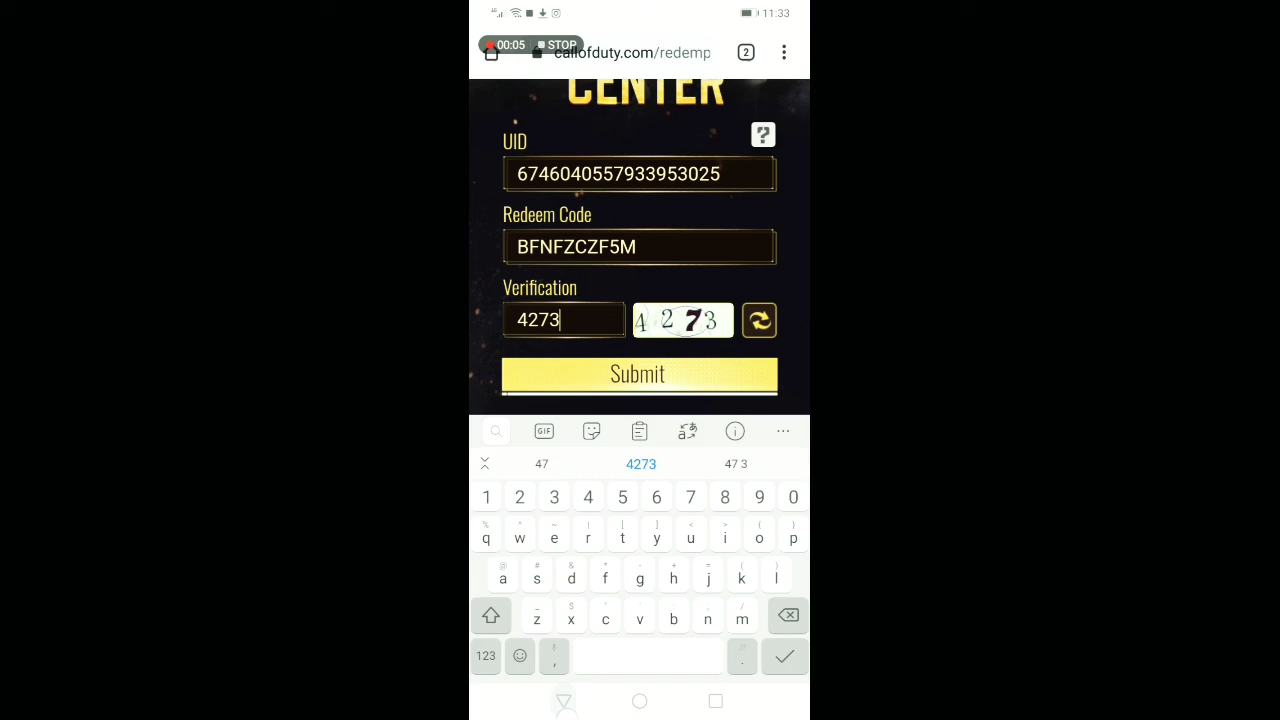 11:33
00:05 STOP
callofduty.com/redemp
2
CENTER
?
UID
6746040557933953025
Redeem Code
BFNFZCZF5M
Verification
4273
4273
Submit
GIF
47 4273 47 3
1 2 3 4 5 6 7 8 9 0
q w e r t y u i o p
a s d f g h j k l
z x c v b n m
123 , .